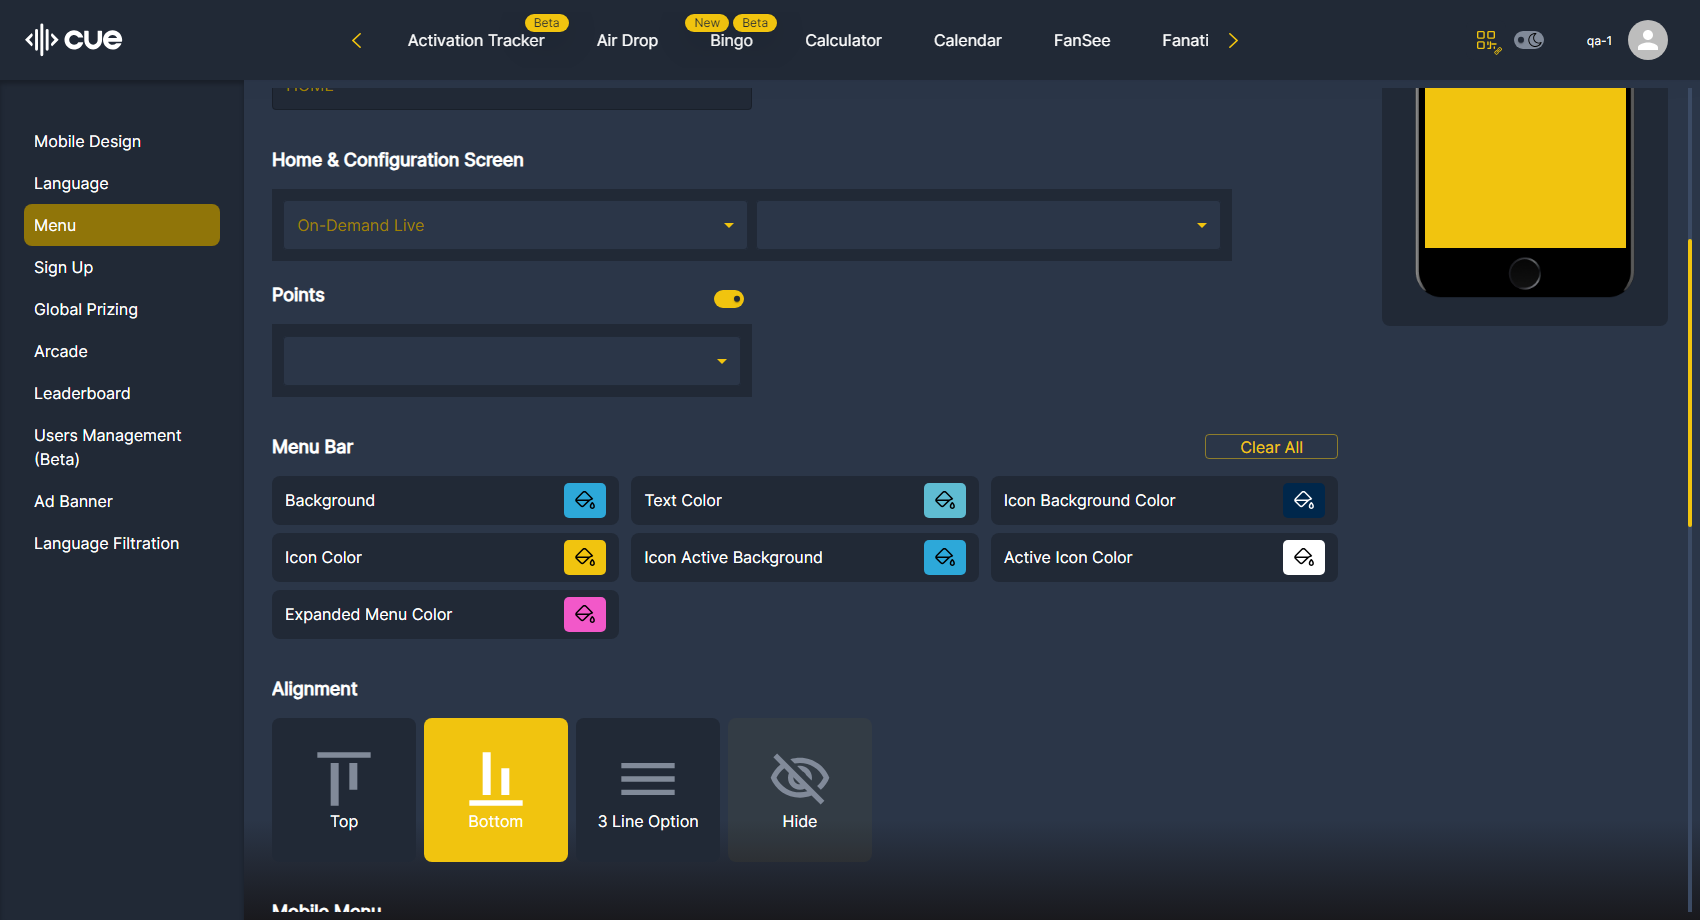 cue
Activation Tracker
Beta
Air Drop
New
Beta
Bingo
Calculator
Calendar
FanSee
Fanati
qa-1
Mobile Design
Language
Menu
Sign Up
Global Prizing
Arcade
Leaderboard
Users Management
(Beta)
Ad Banner
Language Filtration
HOME
Home & Configuration Screen
On-Demand Live
Points
Menu Bar
Clear All
Background
Text Color
Icon Background Color
Icon Color
Icon Active Background
Active Icon Color
Expanded Menu Color
Alignment
Top
Bottom
3 Line Option
Hide
Mobile Menu